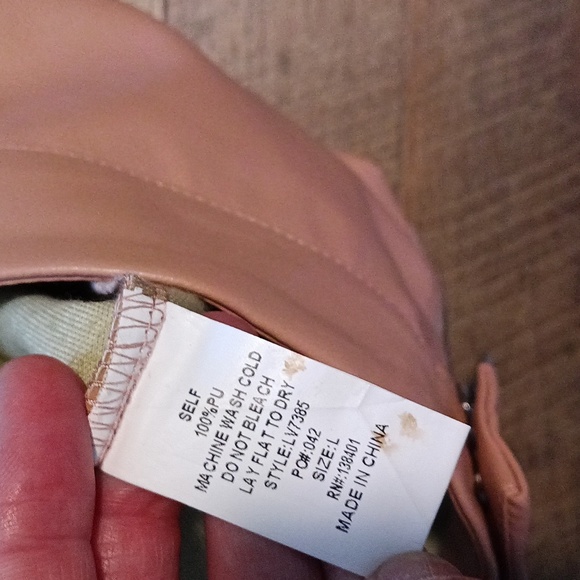 SELF
100%PU
MACHINE WASH COLD
DO NOT BLEACH
LAY FLAT TO DRY
STYLE:LV7385
PO#:042
SIZE:L
RN#:138401
MADE IN CHINA